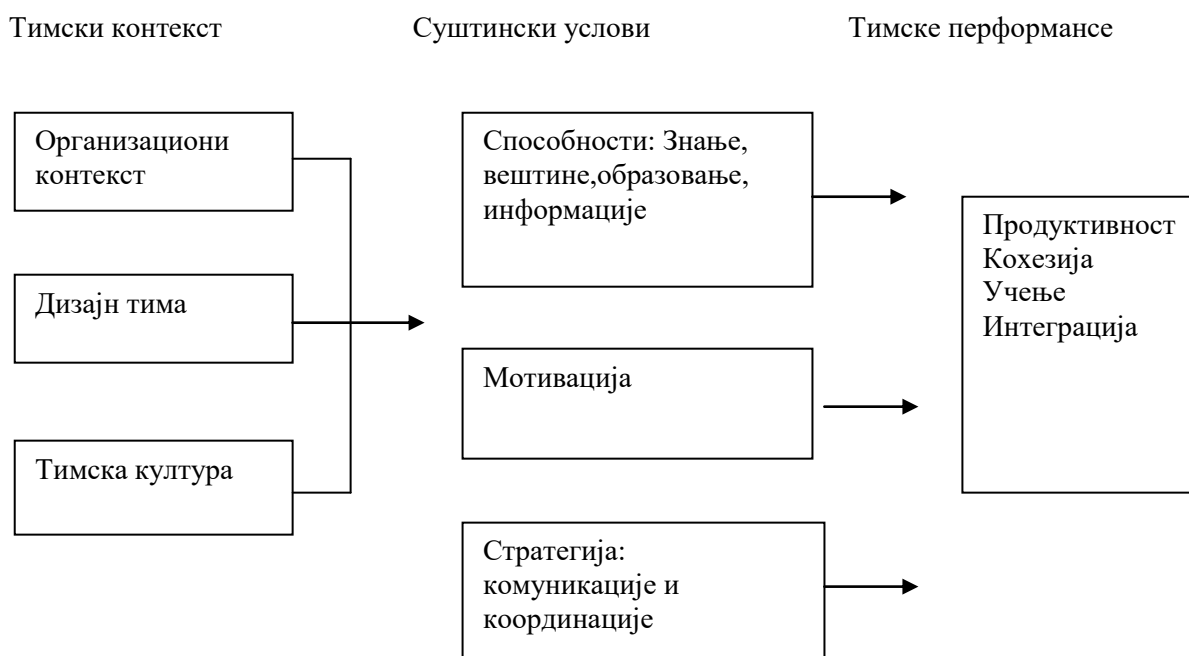 Тимски контекст
Суштински услови
Тимске перформансе
Организациони
контекст
Дизајн тима
Тимска култура
Способности: Знање,
вештине,образовање,
информације
Мотивација
Стратегија:
комуникације и
координације
Продуктивност
Кохезија
Учење
Интеграција